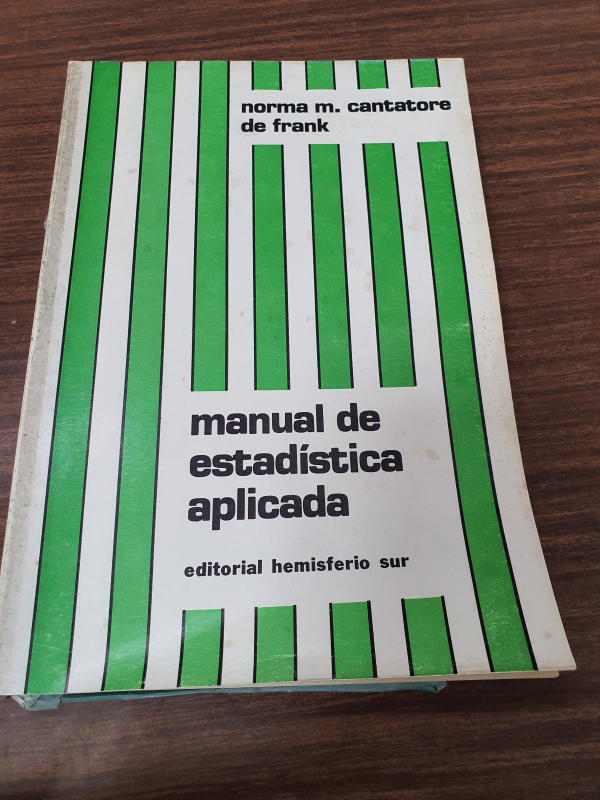 norma m. cantatore
de frank
manual de
estadística
aplicada
editorial hemisferio sur